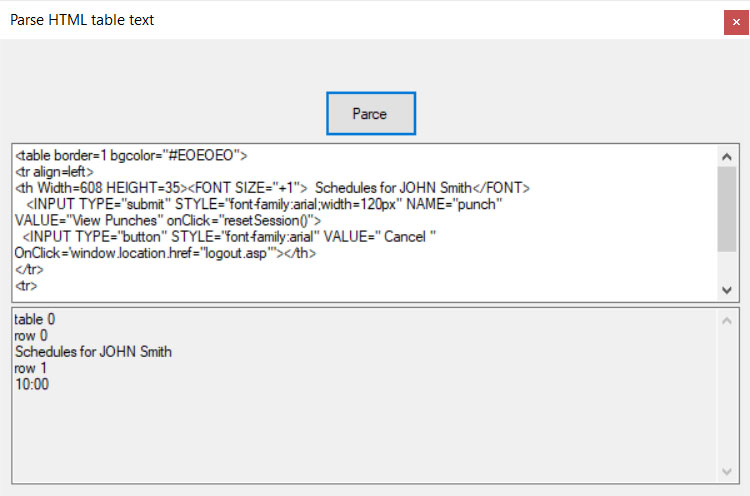 Parse HTML table text
Parce
<table border=1 bgcolor="#EOEOEO">
<tr align=left>
<th Width=608 HEIGHT=35><FONT SIZE="+1">  Schedules for JOHN Smith</FONT>
<INPUT TYPE="submit" STYLE="font-family:arial;width=120px" NAME="punch"
VALUE="View Punches" onClick="resetSession()">
<INPUT TYPE="button" STYLE="font-family:arial" VALUE=" Cancel "
OnClick='window.location.href="logout.asp"'></th>
</tr>
<tr>
table 0
row 0
Schedules for JOHN Smith
row 1
10:00